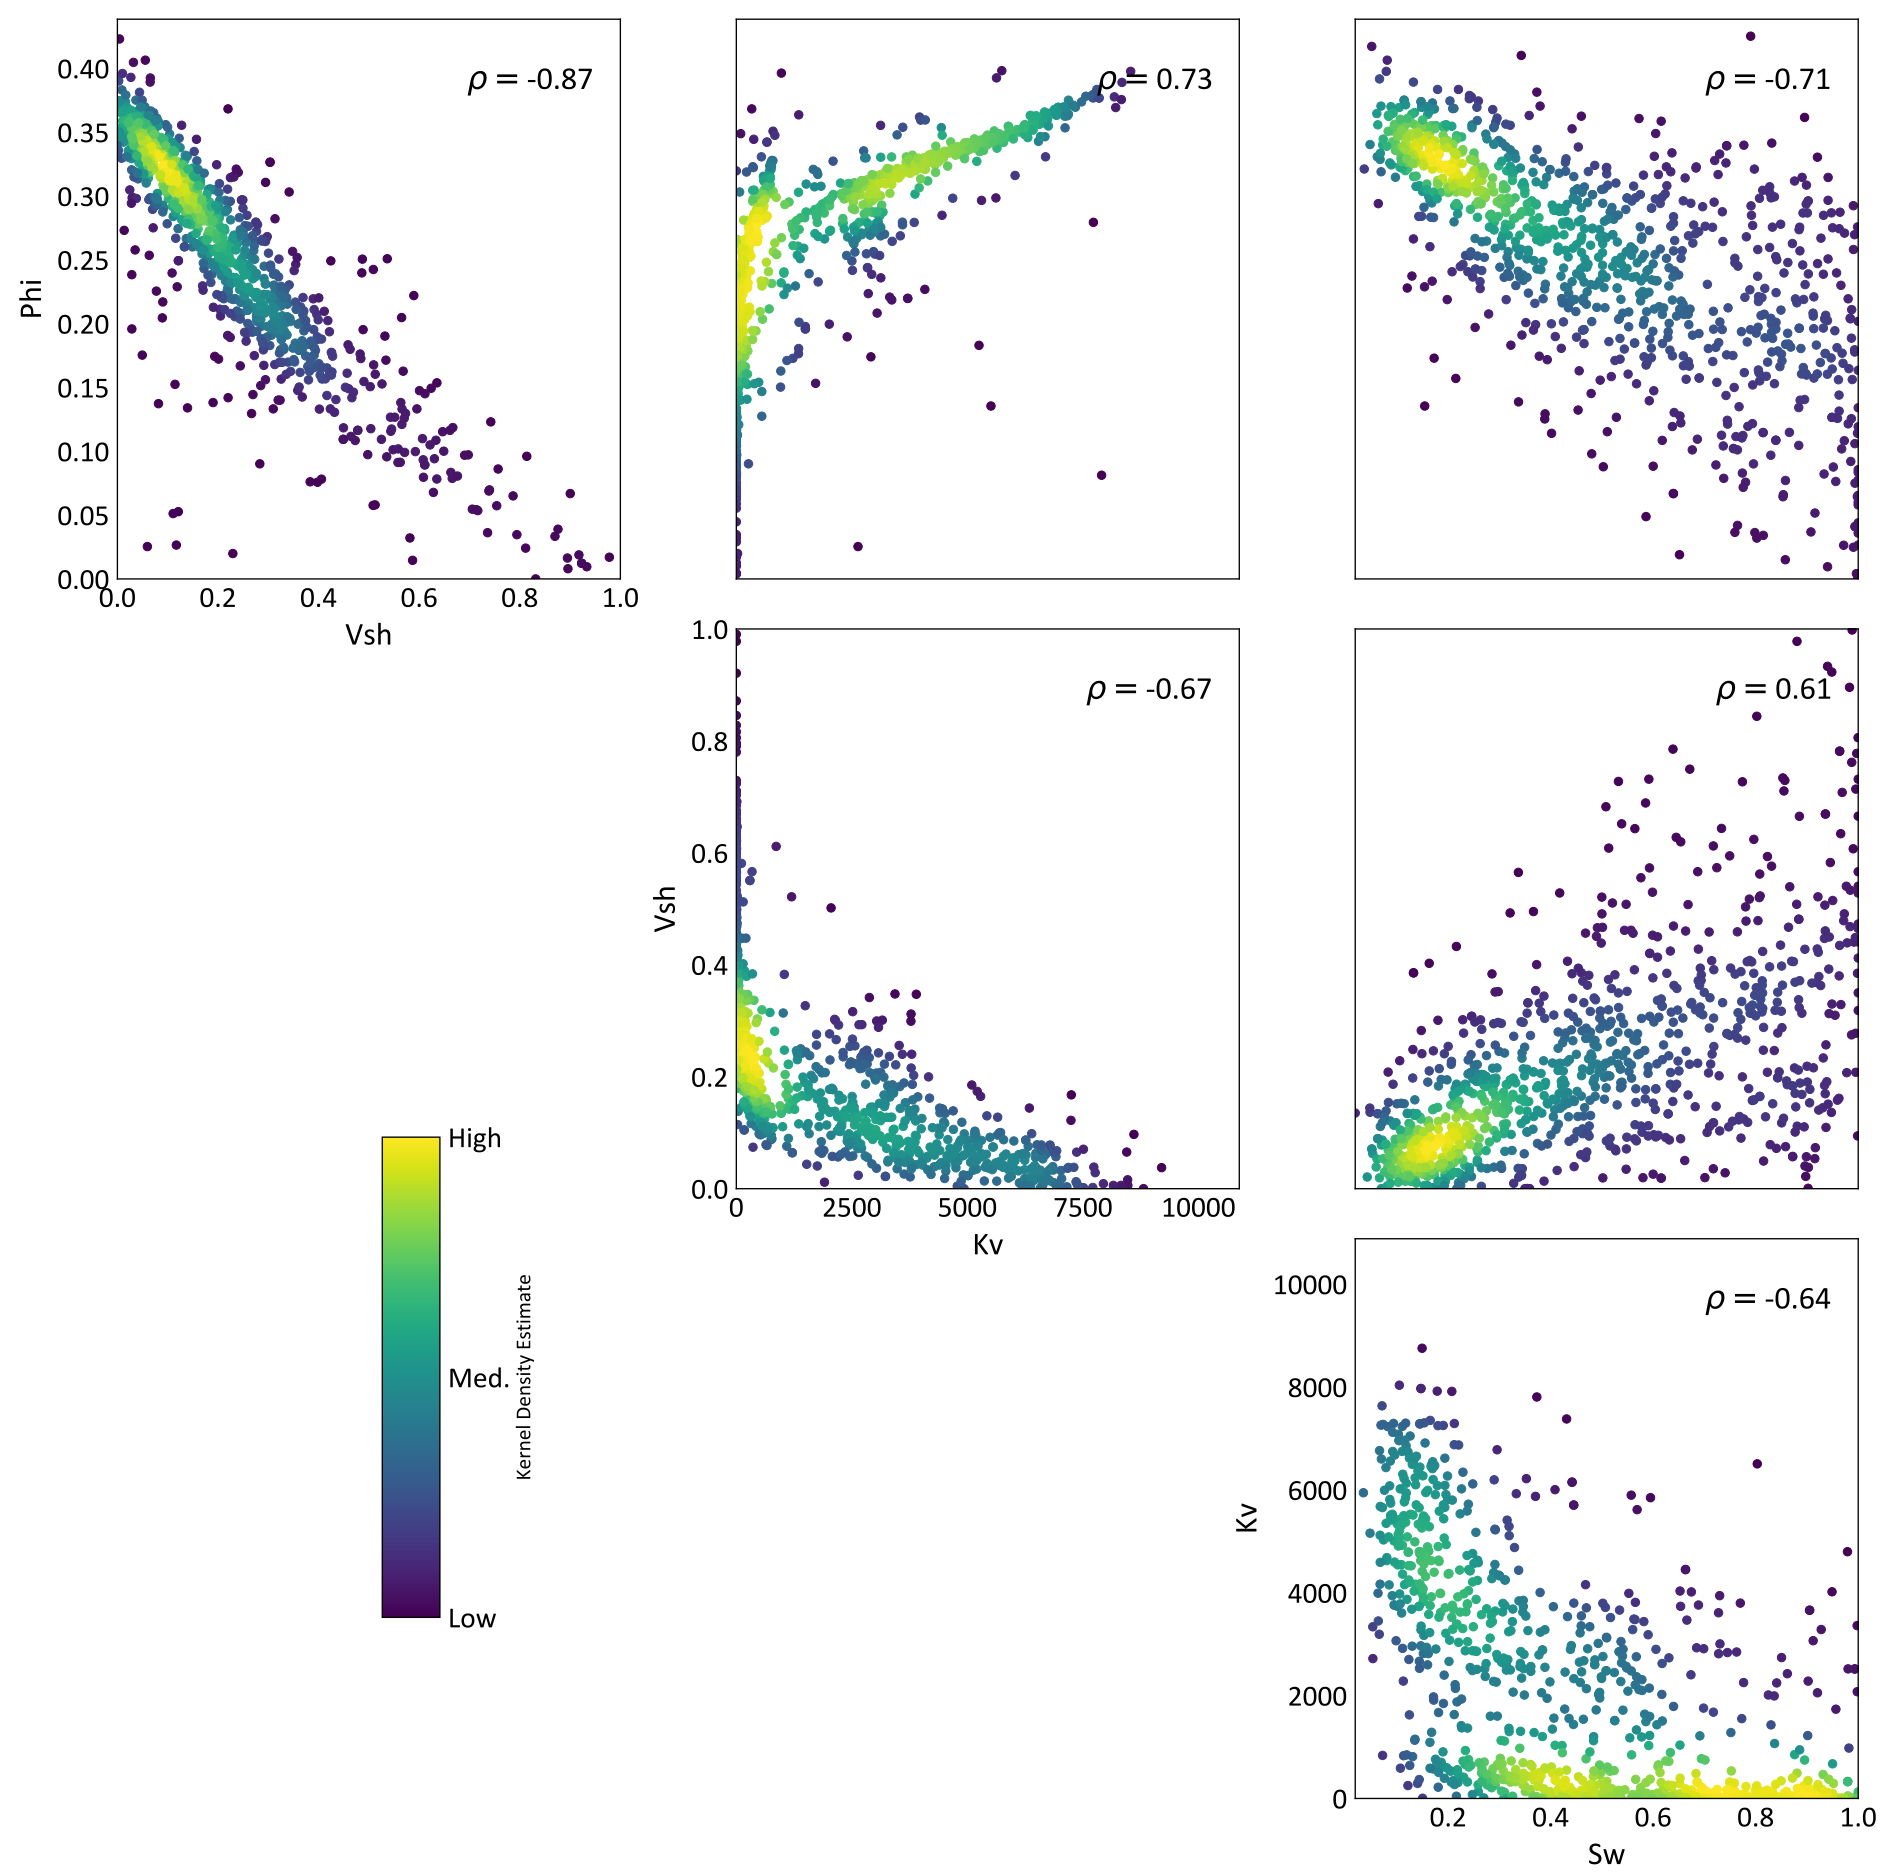 ρ = -0.87
ρ = 0.73
ρ = -0.71
0.40
0.35
0.30
0.25
0.20
0.15
0.10
0.05
0.00
Phi
0.0 0.2 0.4 0.6 0.8 1.0
Vsh
ρ = -0.67
ρ = 0.61
1.0
0.8
0.6
0.4
0.2
0.0
Vsh
0 2500 5000 7500 10000
Kv
High
Med.
Low
Kernel Density Estimate
ρ = -0.64
10000
8000
6000
4000
2000
0
Kv
0.2 0.4 0.6 0.8 1.0
Sw